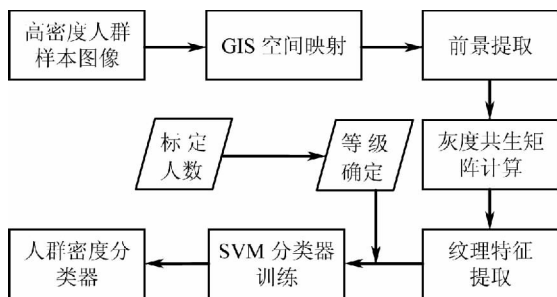 高密度人群
样本图像
GIS 空间映射
前景提取
标定
人数
等级
确定
灰度共生矩
阵计算
人群密度分
类器
SVM 分类器
训练
纹理特征
提取